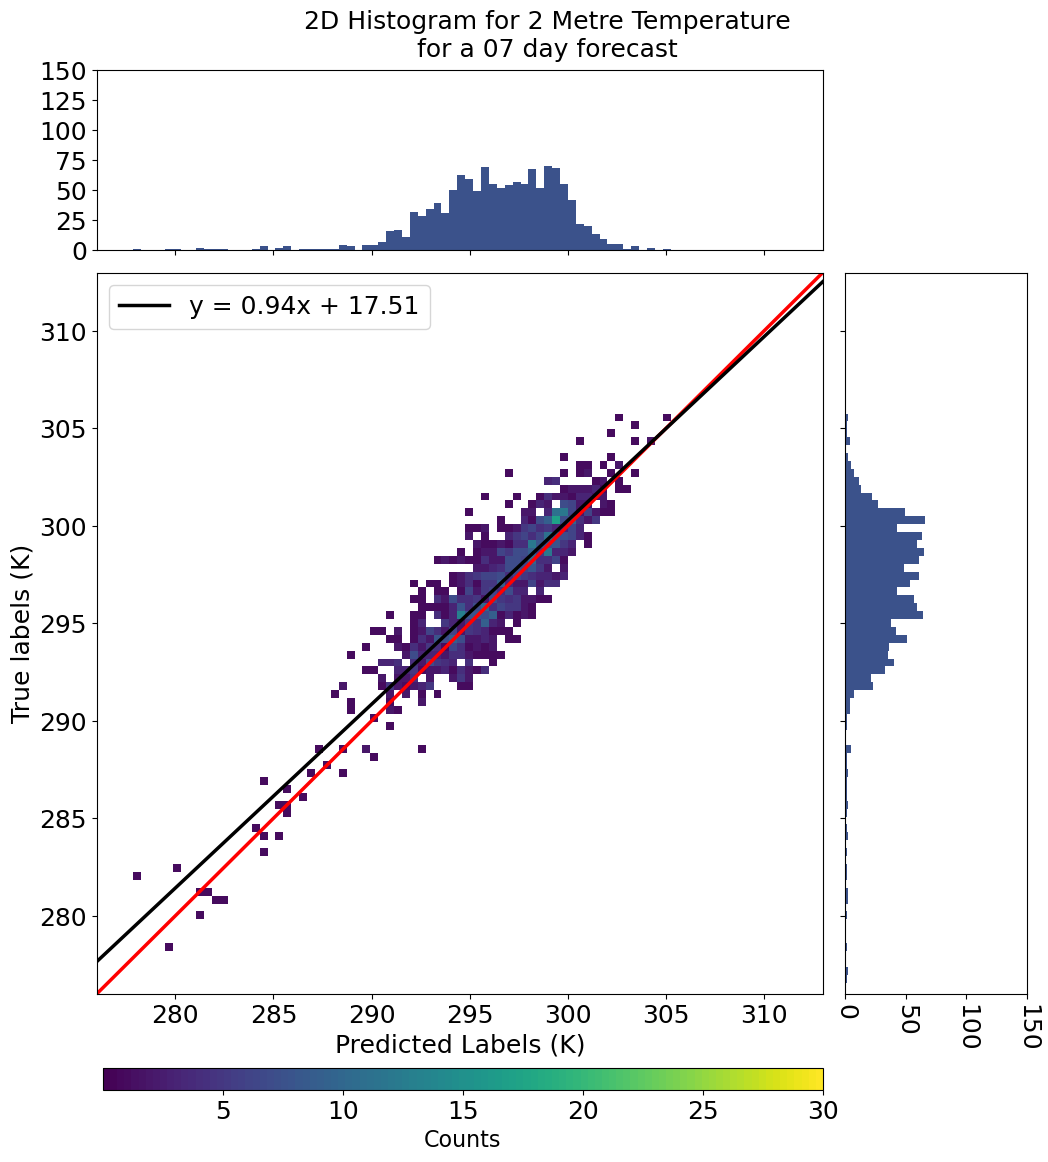 2D Histogram for 2 Metre Temperature
for a 07 day forecast
150
125
100
75
50
25
0
y = 0.94x + 17.51
310
305
300
295
290
285
280
True labels (K)
280 285 290 295 300 305 310
Predicted Labels (K)
0 50 100 150
5 10 15 20 25 30
Counts